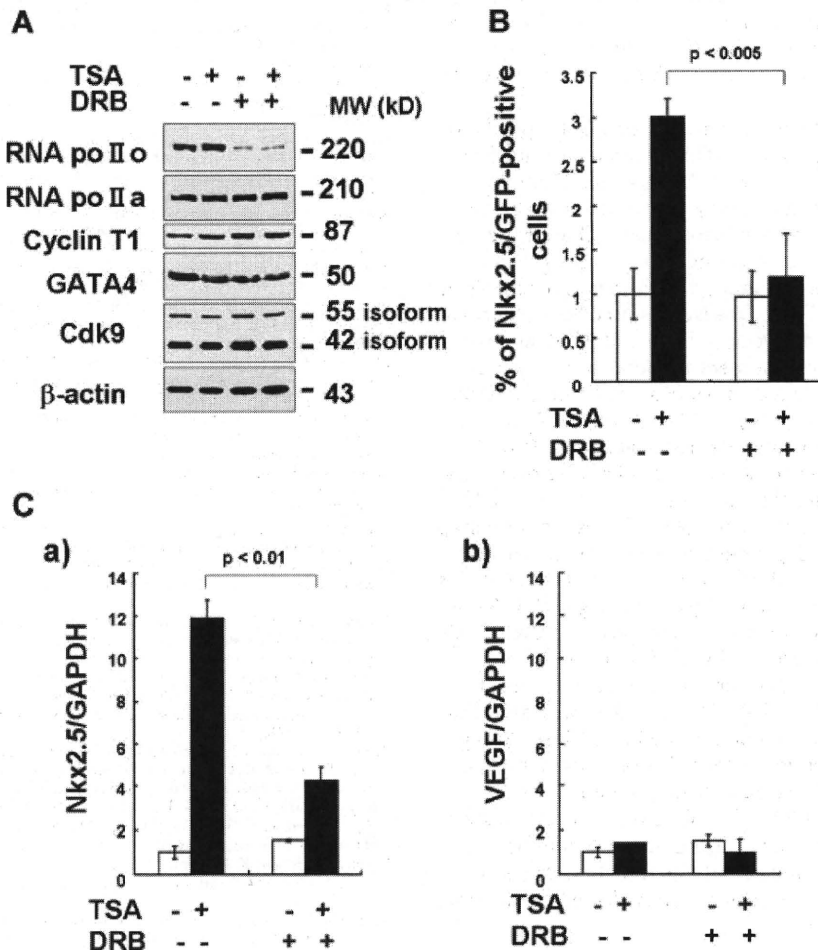 A
TSA - + - +
DRB - - + + MW (kD)
RNA po II o - 220
RNA po II a - 210
Cyclin T1 - 87
GATA4 - 50
Cdk9 - 55 isoform
- 42 isoform
β-actin - 43
B
p < 0.005
% of Nkx2.5/GFP-positive
cells
3.5
3
2.5
2
1.5
1
0.5
0
TSA - + - +
DRB - - + +
C
a)
p < 0.01
Nkx2.5/GAPDH
14
12
10
8
6
4
2
0
TSA - + - +
DRB - - + +
b)
VEGF/GAPDH
14
12
10
8
6
4
2
0
TSA - + - +
DRB - - + +